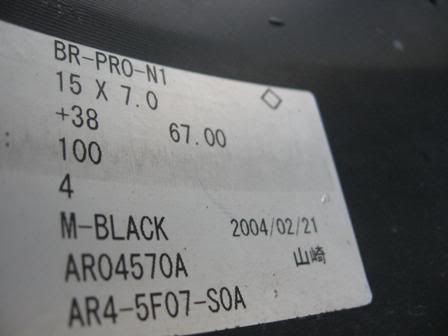 BR-PRO-N1
15 X 7.0
+38 67.00
100
4
M-BLACK 2004/02/21
AR04570A 山崎
AR4-5F07-S0A